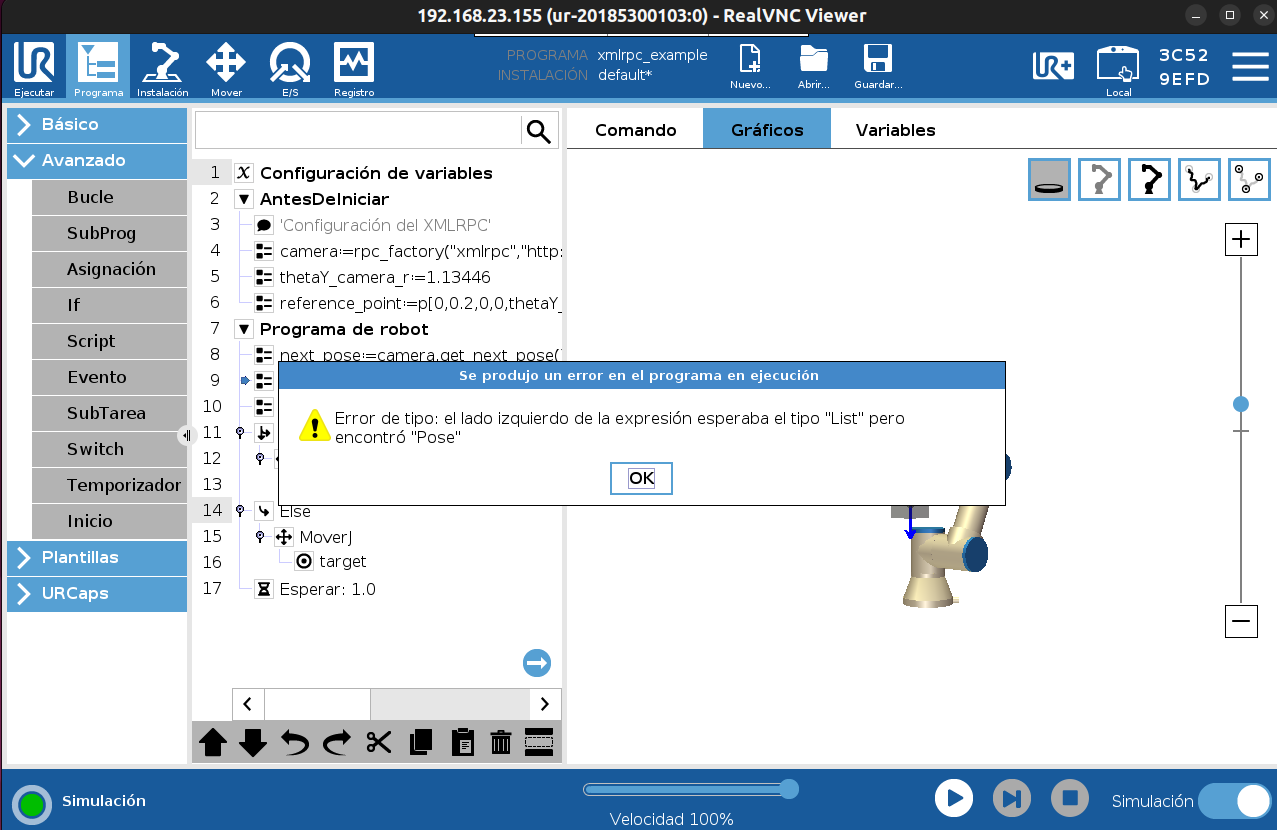 192.168.23.155 (ur-20185300103:0) - RealVNC Viewer
Ejecutar
Programa
Instalación
Mover
E/S
Registro
PROGRAMA xmlrpc_example
INSTALACIÓN default*
Nuevo...
Abrir...
Guardar...
UR+
Local
3C52
9EFD
Básico
Avanzado
Bucle
SubProg
Asignación
If
Script
Evento
SubTarea
Switch
Temporizador
Inicio
Plantillas
URCaps
1 X Configuración de variables
2 AntesDeIniciar
3 'Configuración del XMLRPC'
4 camera:=rpc_factory("xmlrpc","http:
5 thetaY_camera_r:=1.13446
6 reference_point:=p[0,0.2,0,0,thetaY_
7 Programa de robot
8 next_pose:=camera.get_next_pose(
9
10
11
12
13
14 Else
15 MoverJ
16 target
17 Esperar: 1.0
Comando
Gráficos
Variables
Se produjo un error en el programa en ejecución
Error de tipo: el lado izquierdo de la expresión esperaba el tipo "List" pero
encontró "Pose"
OK
Simulación
Velocidad 100%
Simulación